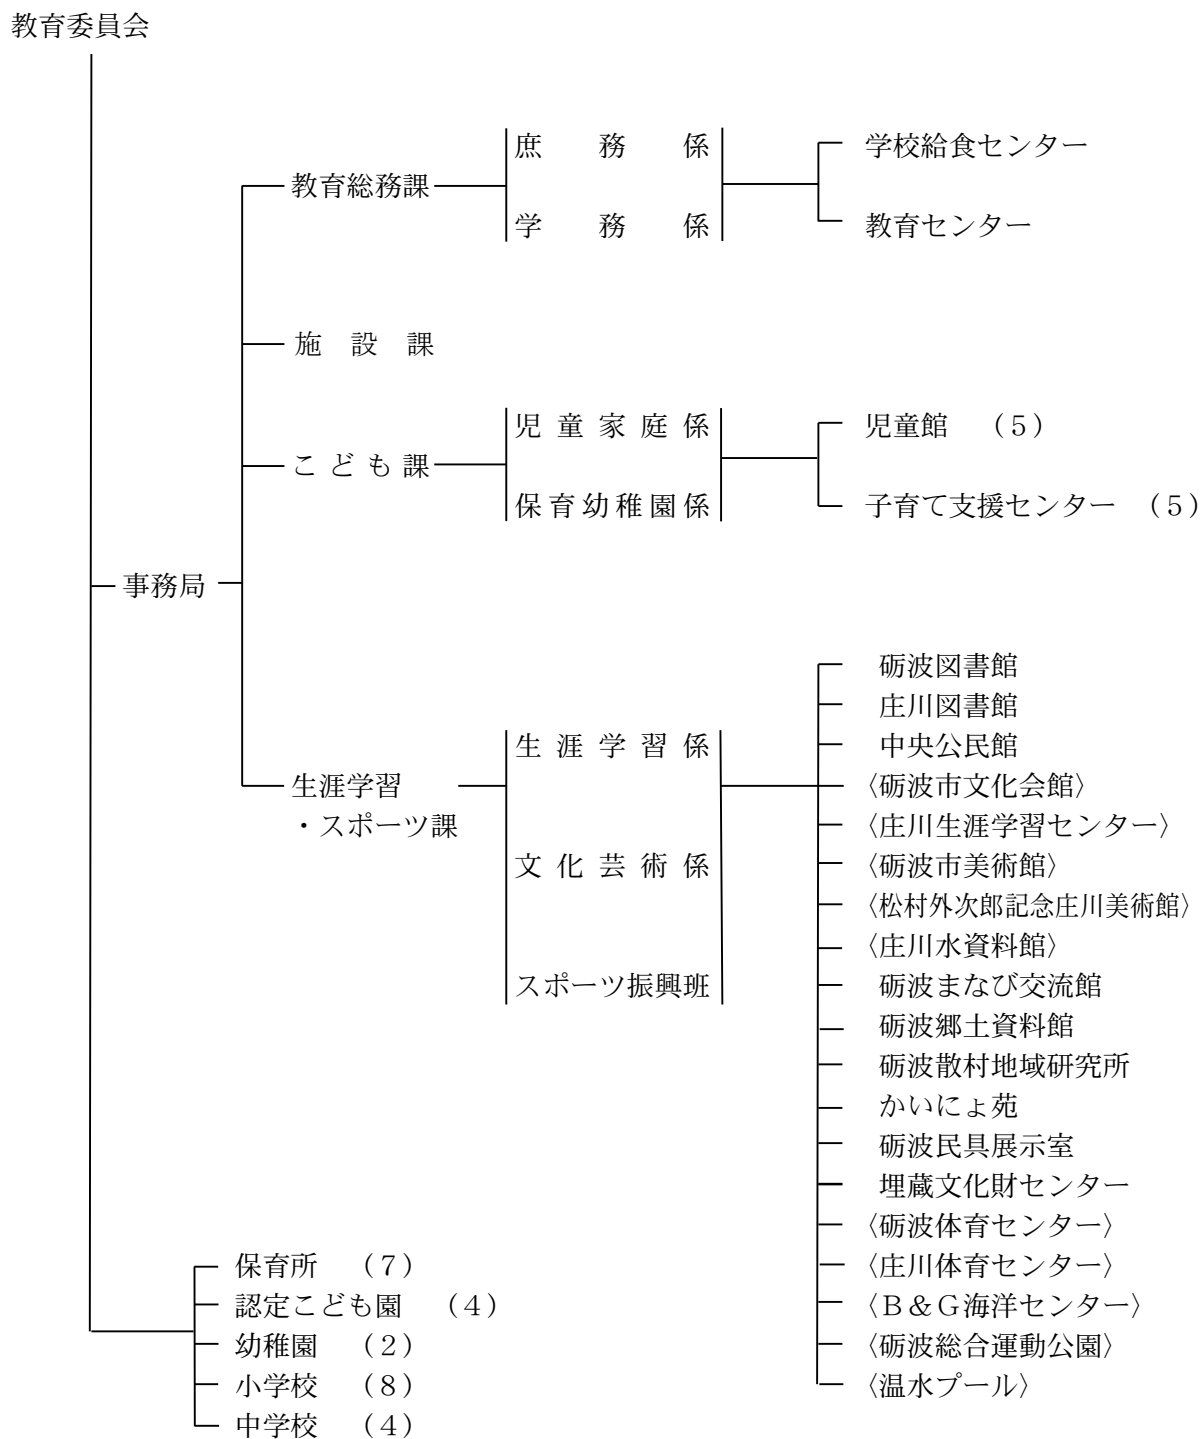 教育委員会
庶務係
学校給食センター
教育総務課
学務係
教育センター
施設課
児童家庭係
児童館　（５）
こども課
保育幼稚園係
子育て支援センター　（５）
事務局
砺波図書館
庄川図書館
生涯学習係
中央公民館
生涯学習
〈砺波市文化会館〉
・スポーツ課
〈庄川生涯学習センター〉
文化芸術係
〈砺波市美術館〉
〈松村外次郎記念庄川美術館〉
〈庄川水資料館〉
スポーツ振興班
砺波まなび交流館
砺波郷土資料館
砺波散村地域研究所
かいにょ苑
砺波民具展示室
埋蔵文化財センター
〈砺波体育センター〉
保育所　（７）
〈庄川体育センター〉
認定こども園　（４）
〈Ｂ＆Ｇ海洋センター〉
幼稚園　（２）
〈砺波総合運動公園〉
小学校　（８）
〈温水プール〉
中学校　（４）